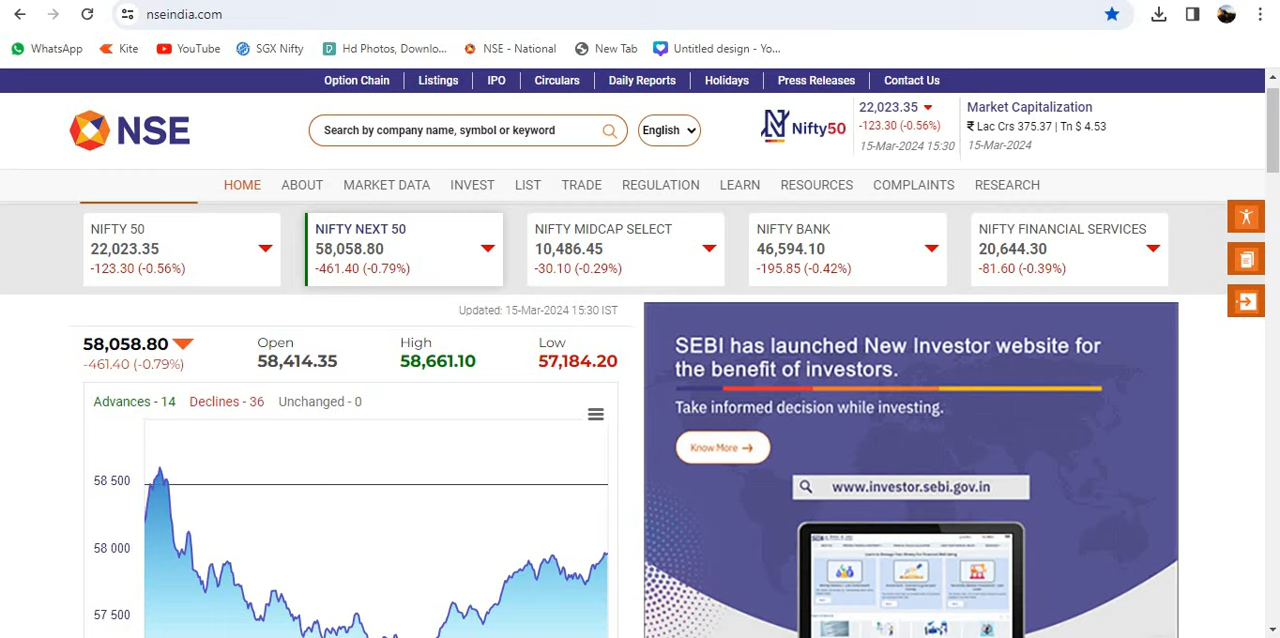 nseindia.com
WhatsApp Kite YouTube SGX Nifty Hd Photos, Downlo... NSE - National New Tab Untitled design - Yo...
Option Chain Listings IPO Circulars Daily Reports Holidays Press Releases Contact Us
NSE
Search by company name, symbol or keyword
English
Nifty50
22,023.35
-123.30 (-0.56%)
15-Mar-2024 15:30
Market Capitalization
₹ Lac Crs 375.37 | Tn $ 4.53
15-Mar-2024
HOME ABOUT MARKET DATA INVEST LIST TRADE REGULATION LEARN RESOURCES COMPLAINTS RESEARCH
NIFTY 50
22,023.35
-123.30 (-0.56%)
NIFTY NEXT 50
58,058.80
-461.40 (-0.79%)
NIFTY MIDCAP SELECT
10,486.45
-30.10 (-0.29%)
NIFTY BANK
46,594.10
-195.85 (-0.42%)
NIFTY FINANCIAL SERVICES
20,644.30
-81.60 (-0.39%)
Updated: 15-Mar-2024 15:30 IST
58,058.80
-461.40 (-0.79%)
Open
58,414.35
High
58,661.10
Low
57,184.20
Advances - 14 Declines - 36 Unchanged - 0
58 500
58 000
57 500
SEBI has launched New Investor website for
the benefit of investors.
Take informed decision while investing.
Know More
www.investor.sebi.gov.in